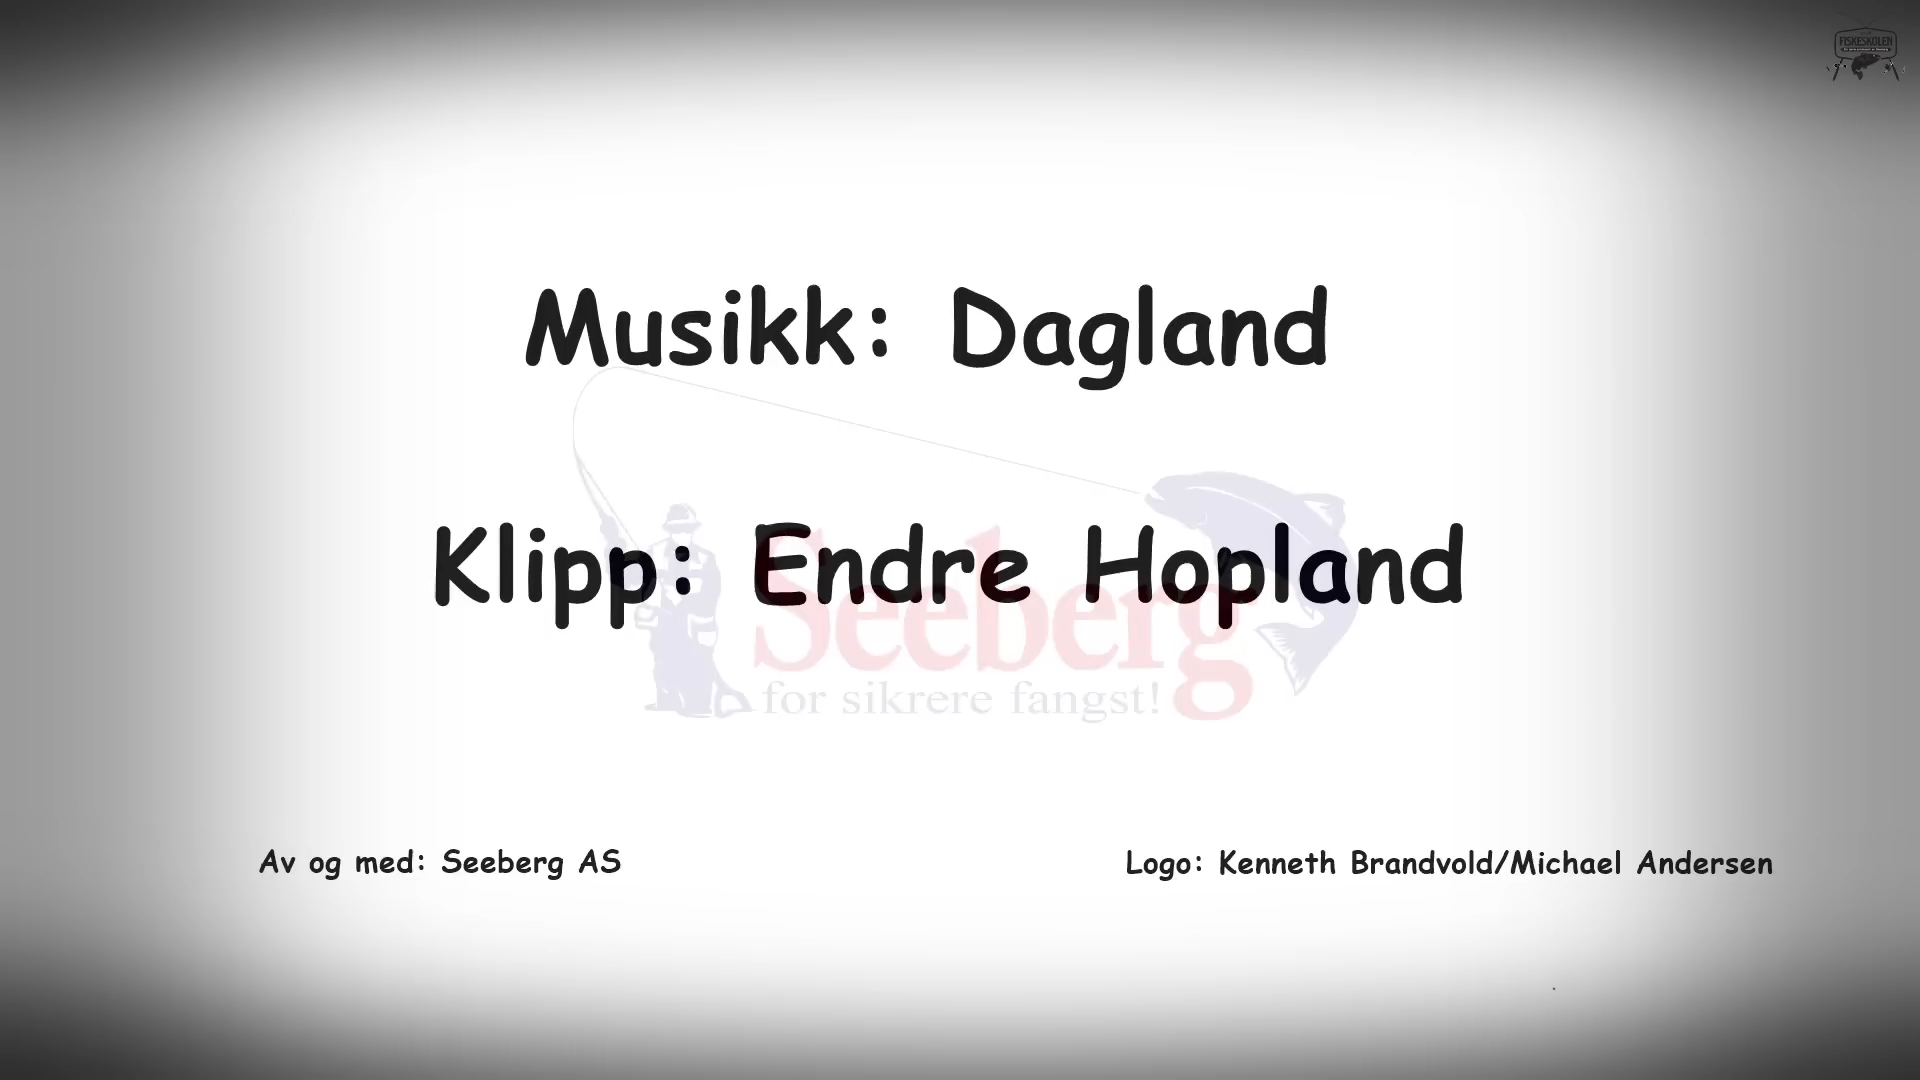 FISKESKOLEN
Musikk: Dagland
Klipp: Endre Hopland
Seeberg
for sikrere fangst!
Av og med: Seeberg AS
Logo: Kenneth Brandvold/Michael Andersen